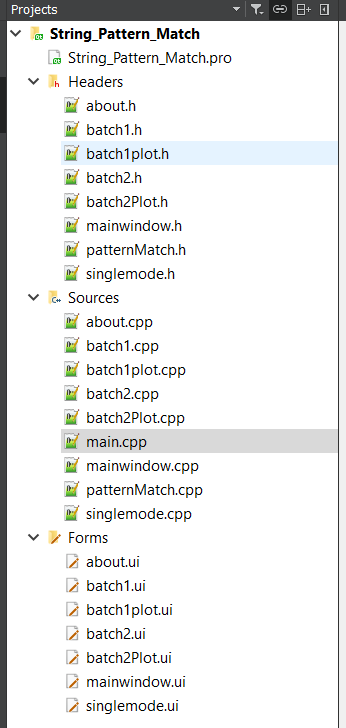 Projects
String_Pattern_Match
String_Pattern_Match.pro
Headers
about.h
batch1.h
batch1plot.h
batch2.h
batch2Plot.h
mainwindow.h
patternMatch.h
singlemode.h
Sources
about.cpp
batch1.cpp
batch1plot.cpp
batch2.cpp
batch2Plot.cpp
main.cpp
mainwindow.cpp
patternMatch.cpp
singlemode.cpp
Forms
about.ui
batch1.ui
batch1plot.ui
batch2.ui
batch2Plot.ui
mainwindow.ui
singlemode.ui